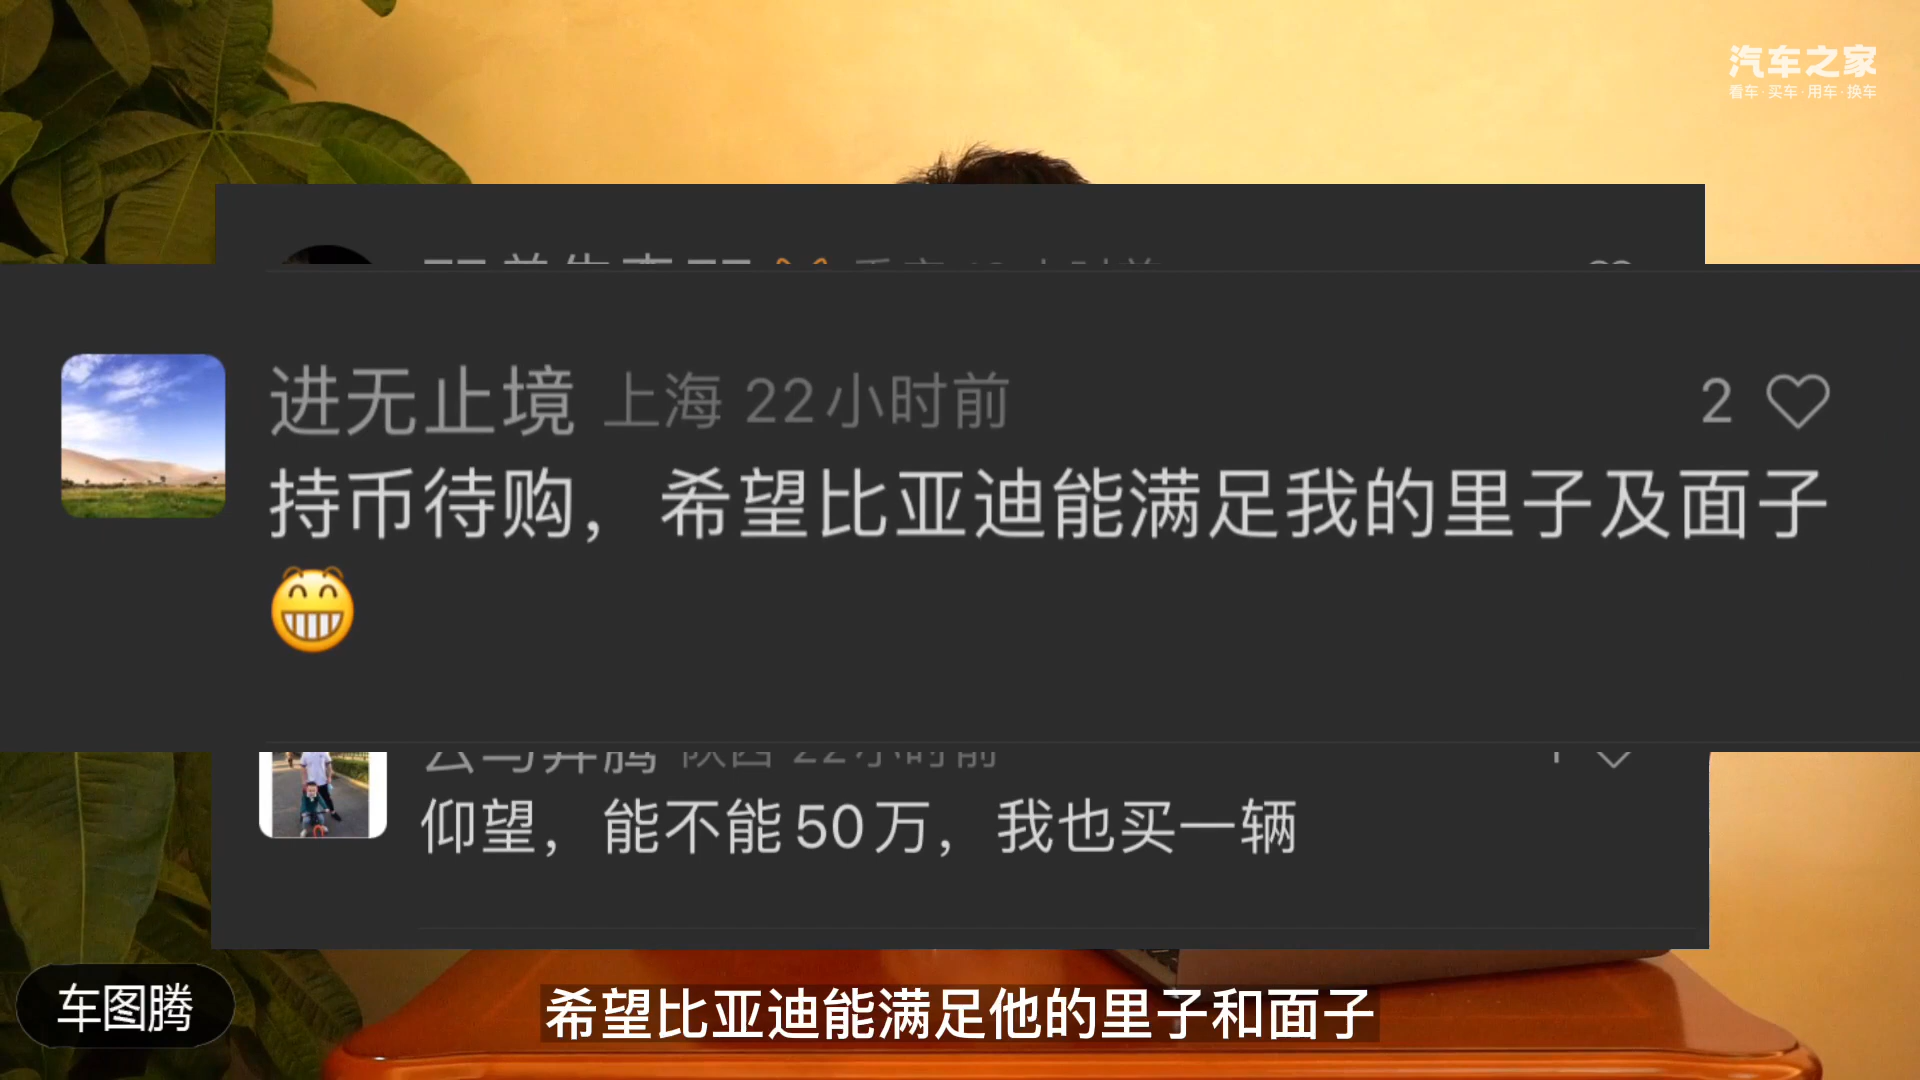 汽车之家
看车·买车·用车·换车
进无止境 上海 22小时前 2
持币待购，希望比亚迪能满足我的里子及面子
仰望，能不能50万，我也买一辆
车图腾
希望比亚迪能满足他的里子和面子